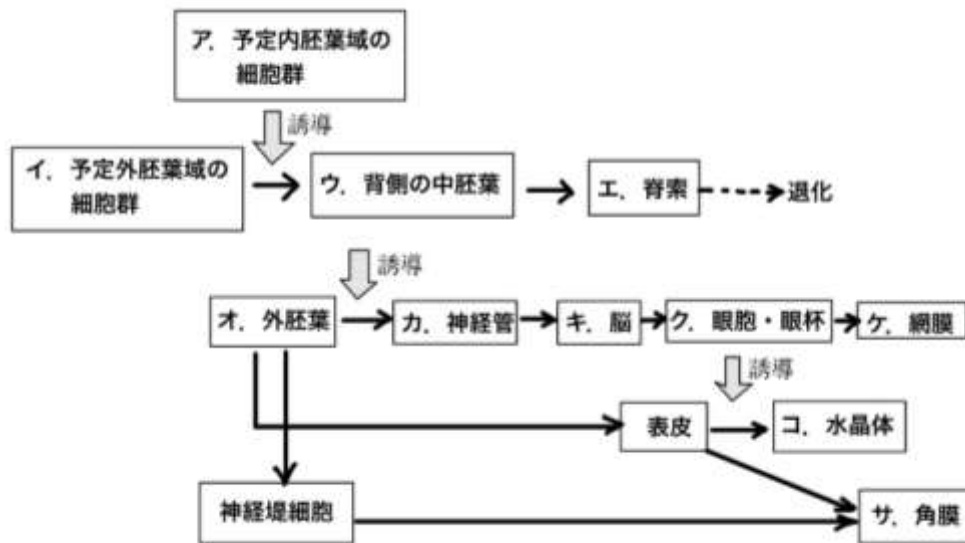 ア. 予定内胚葉域の
細胞群
誘導
イ. 予定外胚葉域の
細胞群
ウ. 背側の中胚葉
エ. 脊索
退化
誘導
オ. 外胚葉
カ. 神経管
キ. 脳
ク. 眼胞・眼杯
ケ. 網膜
誘導
表皮
コ. 水晶体
神経堤細胞
サ. 角膜